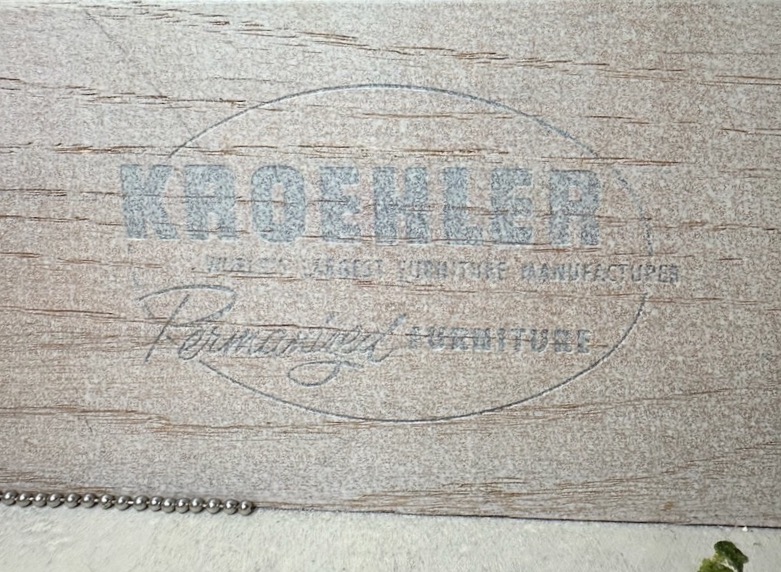 KROEHLER
WORLD'S LARGEST FURNITURE MANUFACTURER
Permanized FURNITURE